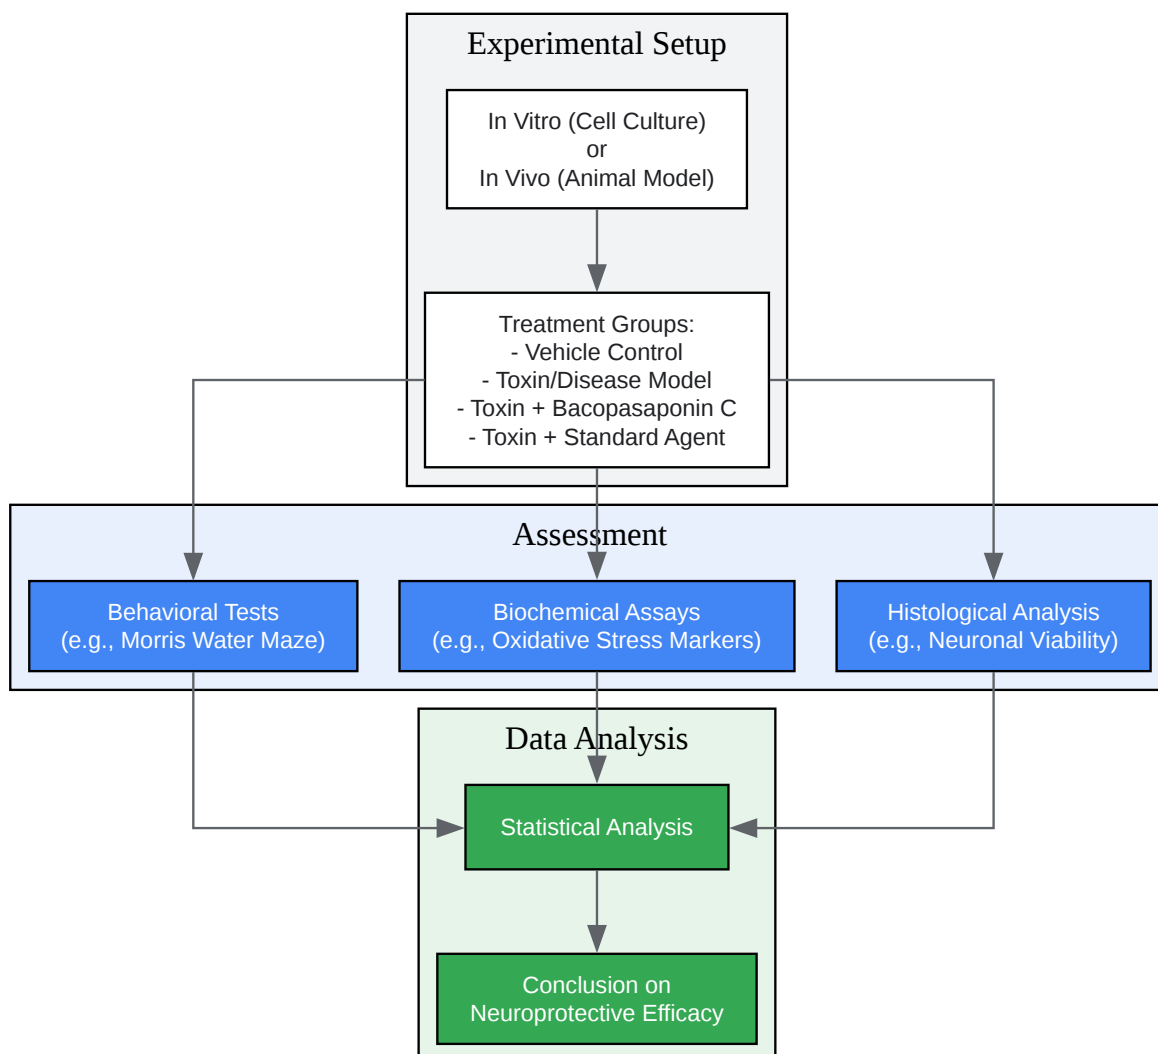 Experimental Setup
In Vitro (Cell Culture)
or
In Vivo (Animal Model)
Treatment Groups:
- Vehicle Control
- Toxin/Disease Model
- Toxin + Bacopasaponin C
- Toxin + Standard Agent
Assessment
Behavioral Tests
(e.g., Morris Water Maze)
Biochemical Assays
(e.g., Oxidative Stress Markers)
Histological Analysis
(e.g., Neuronal Viability)
Data Analysis
Statistical Analysis
Conclusion on
Neuroprotective Efficacy